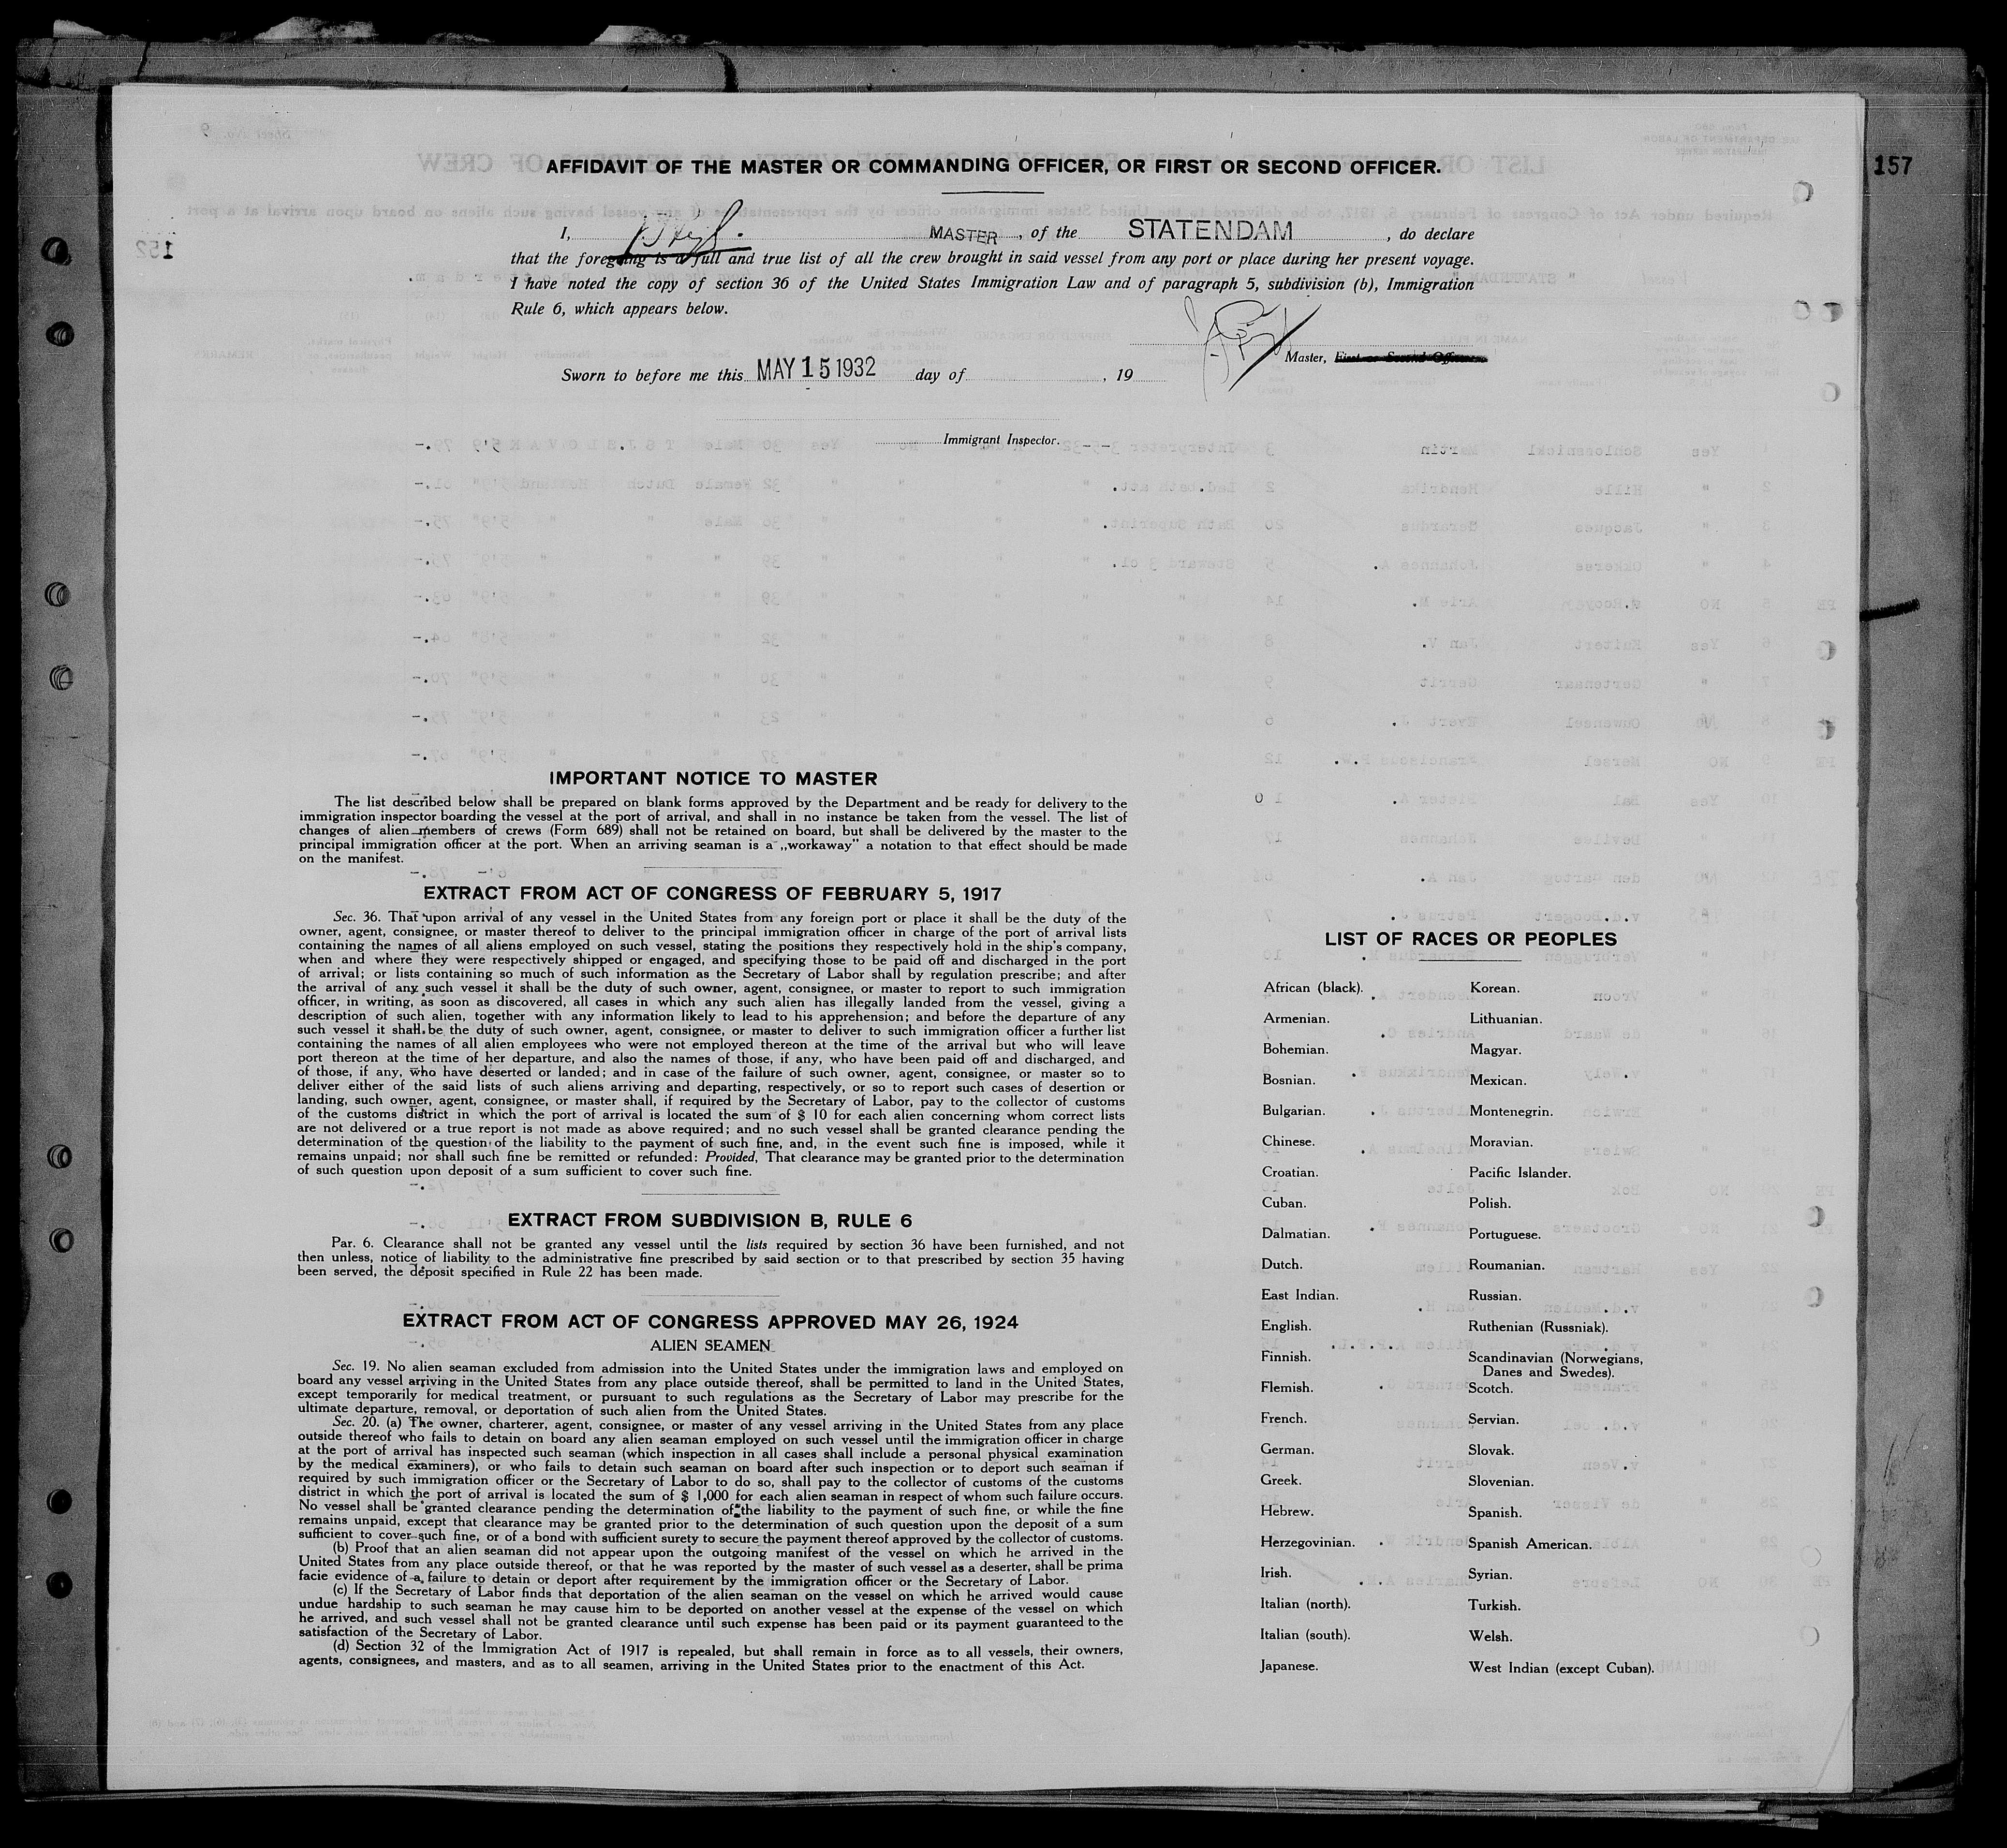 157
AFFIDAVIT OF THE MASTER OR COMMANDING OFFICER, OR FIRST OR SECOND OFFICER.
I, MASTER, of the STATENDAM, do declare
that the foregoing is a full and true list of all the crew brought in said vessel from any port or place during her present voyage.
I have noted the copy of section 36 of the United States Immigration Law and of paragraph 5, subdivision (b), Immigration
Rule 6, which appears below.
Master, First or Second Officer.
Sworn to before me this MAY 15 1932 day of , 19
Immigrant Inspector.
IMPORTANT NOTICE TO MASTER
The list described below shall be prepared on blank forms approved by the Department and be ready for delivery to the
immigration inspector boarding the vessel at the port of arrival, and shall in no instance be taken from the vessel. The list of
changes of alien members of crews (Form 689) shall not be retained on board, but shall be delivered by the master to the
principal immigration officer at the port. When an arriving seaman is a „workaway” a notation to that effect should be made
on the manifest.
EXTRACT FROM ACT OF CONGRESS OF FEBRUARY 5, 1917
Sec. 36. That upon arrival of any vessel in the United States from any foreign port or place it shall be the duty of the
owner, agent, consignee, or master thereof to deliver to the principal immigration officer in charge of the port of arrival lists
containing the names of all aliens employed on such vessel, stating the positions they respectively hold in the ship's company,
when and where they were respectively shipped or engaged, and specifying those to be paid off and discharged in the port
of arrival; or lists containing so much of such information as the Secretary of Labor shall by regulation prescribe; and after
the arrival of any such vessel it shall be the duty of such owner, agent, consignee, or master to report to such immigration
officer, in writing, as soon as discovered, all cases in which any such alien has illegally landed from the vessel, giving a
description of such alien, together with any information likely to lead to his apprehension; and before the departure of any
such vessel it shall be the duty of such owner, agent, consignee, or master to deliver to such immigration officer a further list
containing the names of all alien employees who were not employed thereon at the time of the arrival but who will leave
port thereon at the time of her departure, and also the names of those, if any, who have been paid off and discharged, and
of those, if any, who have deserted or landed; and in case of the failure of such owner, agent, consignee, or master so to
deliver either of the said lists of such aliens arriving and departing, respectively, or so to report such cases of desertion or
landing, such owner, agent, consignee, or master shall, if required by the Secretary of Labor, pay to the collector of customs
of the customs district in which the port of arrival is located the sum of $ 10 for each alien concerning whom correct lists
are not delivered or a true report is not made as above required; and no such vessel shall be granted clearance pending the
determination of the question of the liability to the payment of such fine, and, in the event such fine is imposed, while it
remains unpaid; nor shall such fine be remitted or refunded: Provided, That clearance may be granted prior to the determination
of such question upon deposit of a sum sufficient to cover such fine.
EXTRACT FROM SUBDIVISION B, RULE 6
Par. 6. Clearance shall not be granted any vessel until the lists required by section 36 have been furnished, and not
then unless, notice of liability to the administrative fine prescribed by said section or to that prescribed by section 35 having
been served, the deposit specified in Rule 22 has been made.
EXTRACT FROM ACT OF CONGRESS APPROVED MAY 26, 1924
ALIEN SEAMEN
Sec. 19. No alien seaman excluded from admission into the United States under the immigration laws and employed on
board any vessel arriving in the United States from any place outside thereof, shall be permitted to land in the United States,
except temporarily for medical treatment, or pursuant to such regulations as the Secretary of Labor may prescribe for the
ultimate departure, removal, or deportation of such alien from the United States.
Sec. 20. (a) The owner, charterer, agent, consignee, or master of any vessel arriving in the United States from any place
outside thereof who fails to detain on board any alien seaman employed on such vessel until the immigration officer in charge
at the port of arrival has inspected such seaman (which inspection in all cases shall include a personal physical examination
by the medical examiners), or who fails to detain such seaman on board after such inspection or to deport such seaman if
required by such immigration officer or the Secretary of Labor to do so, shall pay to the collector of customs of the customs
district in which the port of arrival is located the sum of $ 1,000 for each alien seaman in respect of whom such failure occurs.
No vessel shall be granted clearance pending the determination of the liability to the payment of such fine, or while the fine
remains unpaid, except that clearance may be granted prior to the determination of such question upon the deposit of a sum
sufficient to cover such fine, or of a bond with sufficient surety to secure the payment thereof approved by the collector of customs.
(b) Proof that an alien seaman did not appear upon the outgoing manifest of the vessel on which he arrived in the
United States from any place outside thereof, or that he was reported by the master of such vessel as a deserter, shall be prima
facie evidence of a failure to detain or deport after requirement by the immigration officer or the Secretary of Labor.
(c) If the Secretary of Labor finds that deportation of the alien seaman on the vessel on which he arrived would cause
undue hardship to such seaman he may cause him to be deported on another vessel at the expense of the vessel on which
he arrived, and such vessel shall not be granted clearance until such expense has been paid or its payment guaranteed to the
satisfaction of the Secretary of Labor.
(d) Section 32 of the Immigration Act of 1917 is repealed, but shall remain in force as to all vessels, their owners,
agents, consignees, and masters, and as to all seamen, arriving in the United States prior to the enactment of this Act.
LIST OF RACES OR PEOPLES
African (black).
Armenian.
Bohemian.
Bosnian.
Bulgarian.
Chinese.
Croatian.
Cuban.
Dalmatian.
Dutch.
East Indian.
English.
Finnish.
Flemish.
French.
German.
Greek.
Hebrew.
Herzegovinian.
Irish.
Italian (north).
Italian (south).
Japanese.
Korean.
Lithuanian.
Magyar.
Mexican.
Montenegrin.
Moravian.
Pacific Islander.
Polish.
Portuguese.
Roumanian.
Russian.
Ruthenian (Russniak).
Scandinavian (Norwegians,
Danes and Swedes).
Scotch.
Servian.
Slovak.
Slovenian.
Spanish.
Spanish American.
Syrian.
Turkish.
Welsh.
West Indian (except Cuban).